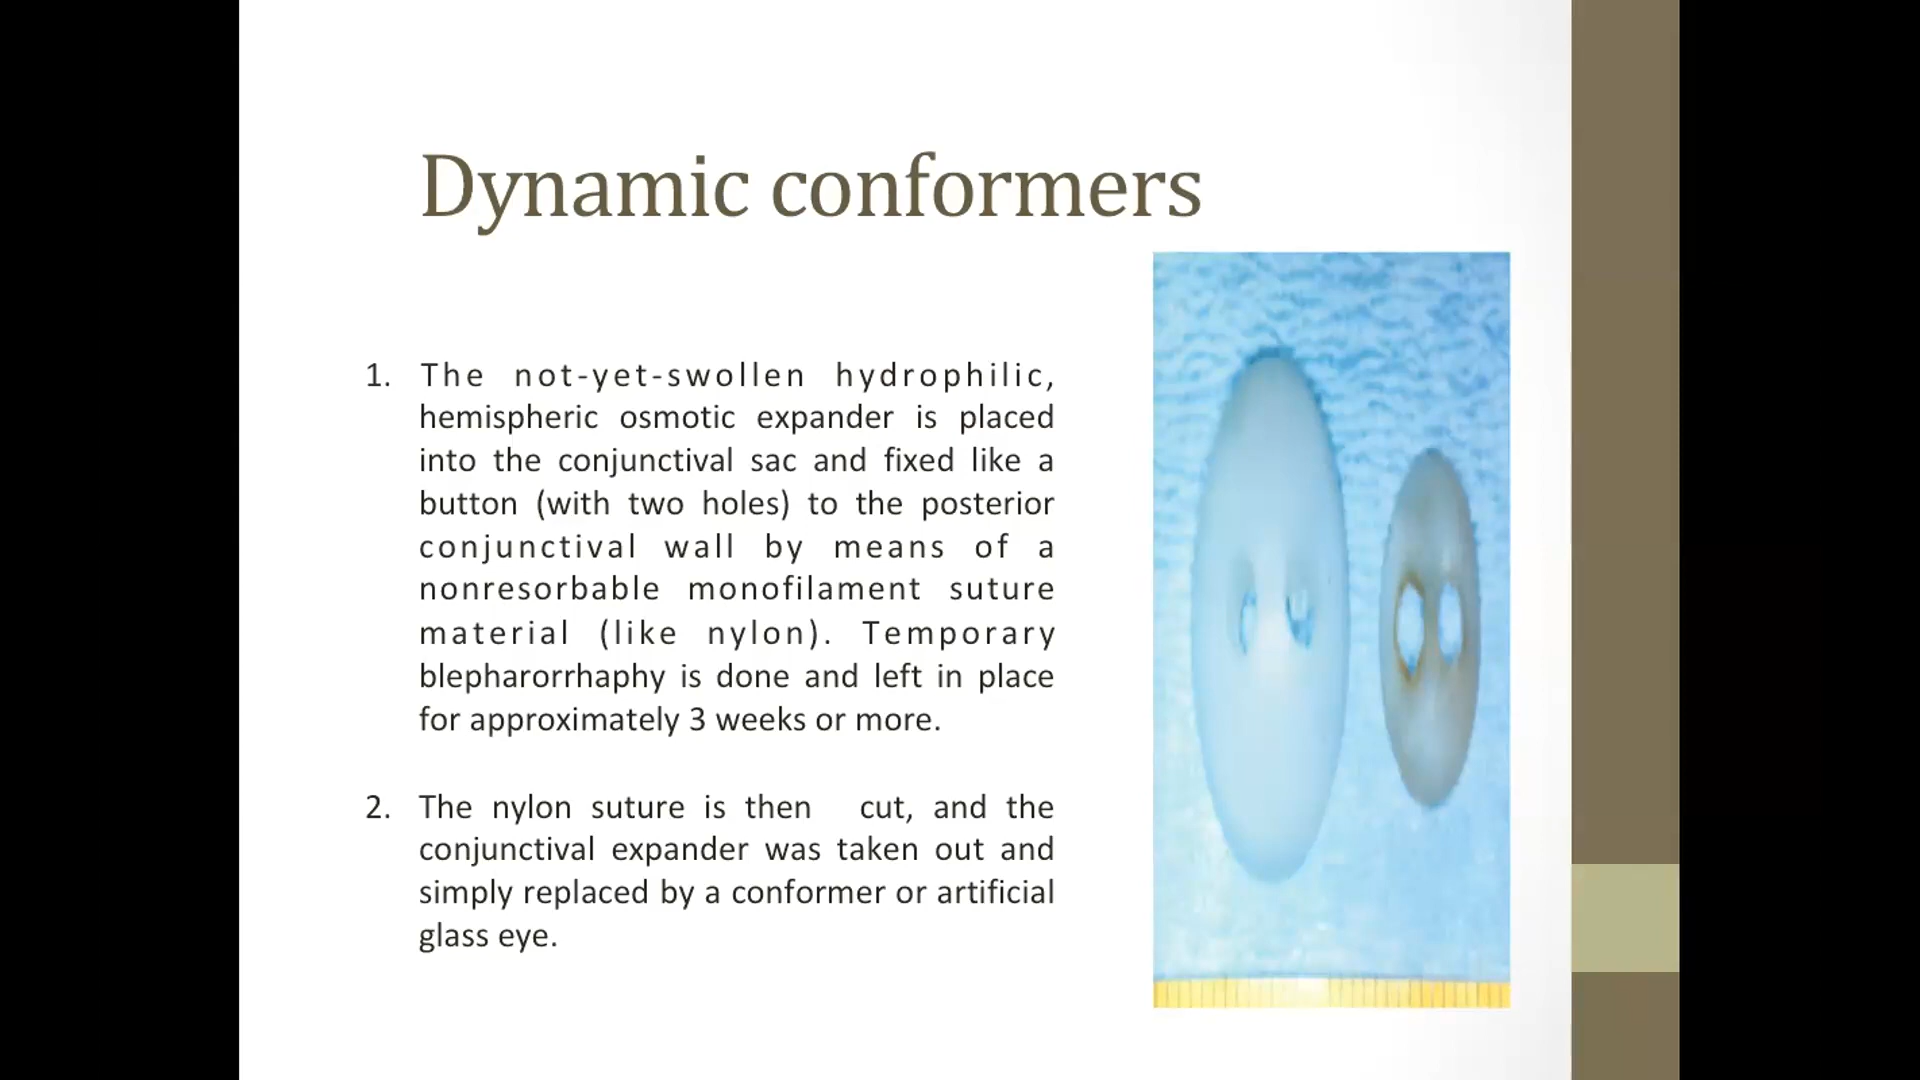 Dynamic conformers
1. The not-yet-swollen hydrophilic,
hemispheric osmotic expander is placed
into the conjunctival sac and fixed like a
button (with two holes) to the posterior
conjunctival wall by means of a
nonresorbable monofilament suture
material (like nylon). Temporary
blepharorrhaphy is done and left in place
for approximately 3 weeks or more.
2. The nylon suture is then cut, and the
conjunctival expander was taken out and
simply replaced by a conformer or artificial
glass eye.